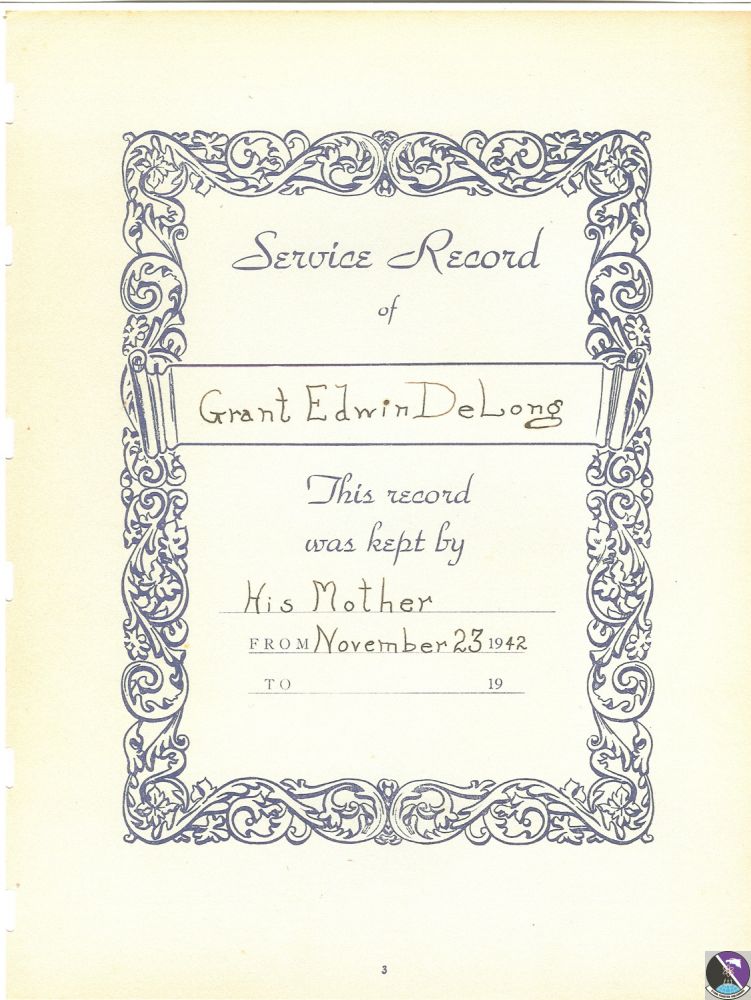 Service Record
of
Grant Edwin DeLong
This record
was kept by
His Mother
FROM November 23 1942
TO 19
3